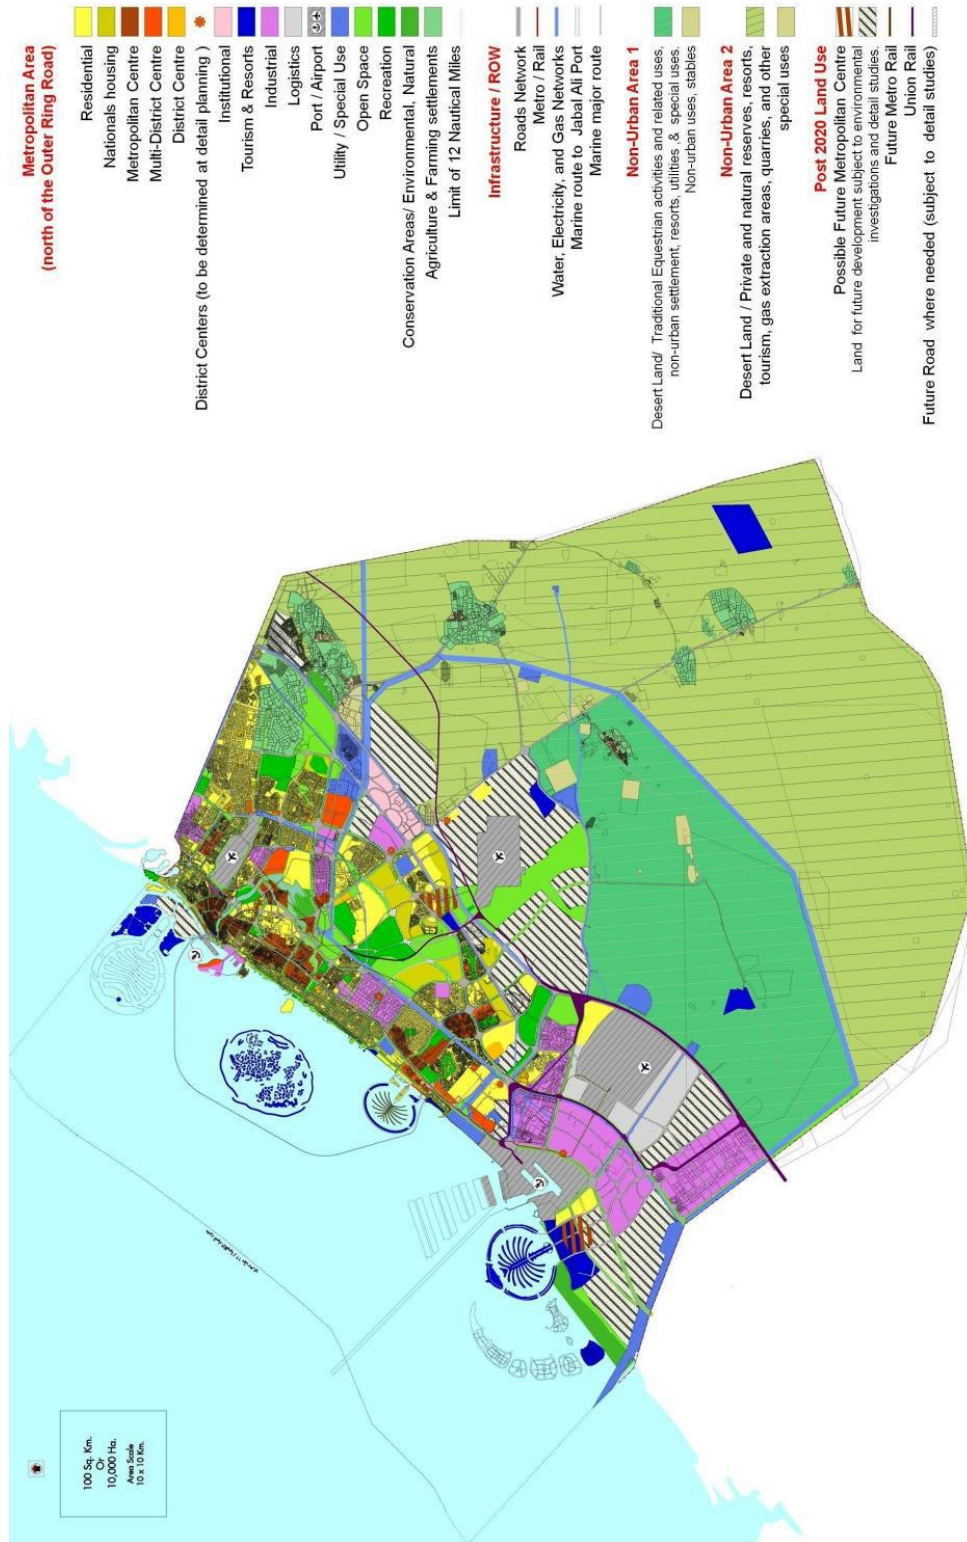 Metropolitan Area
(north of the Outer Ring Road)
Residential
Nationals housing
Metropolitan Centre
Multi-District Centre
District Centre
District Centers (to be determined at detail planning )
Institutional
Tourism & Resorts
Industrial
Logistics
Port / Airport
Utility / Special Use
Open Space
Recreation
Conservation Areas/ Environmental, Natural
Agriculture & Farming settlements
Limit of 12 Nautical Miles
Infrastructure / ROW
Roads Network
Metro / Rail
Water, Electricity, and Gas Networks
Marine route to Jabal Ali Port
Marine major route
Non-Urban Area 1
Desert Land/ Traditional Equestrian activities and related uses,
non-urban settlement, resorts, utilities ,& special uses
Non-urban uses, stables
Non-Urban Area 2
Desert Land / Private and natural reserves, resorts,
tourism, gas extraction areas, quarries, and other
special uses
Post 2020 Land Use
Possible Future Metropolitan Centre
Land for future development subject to environmental
investigations and detail studies.
Future Metro Rail
Union Rail
Future Road where needed (subject to detail studies)
100 Sq. Km.
Or
10,000 Ha.
Area Scale
10 x 10 Km.